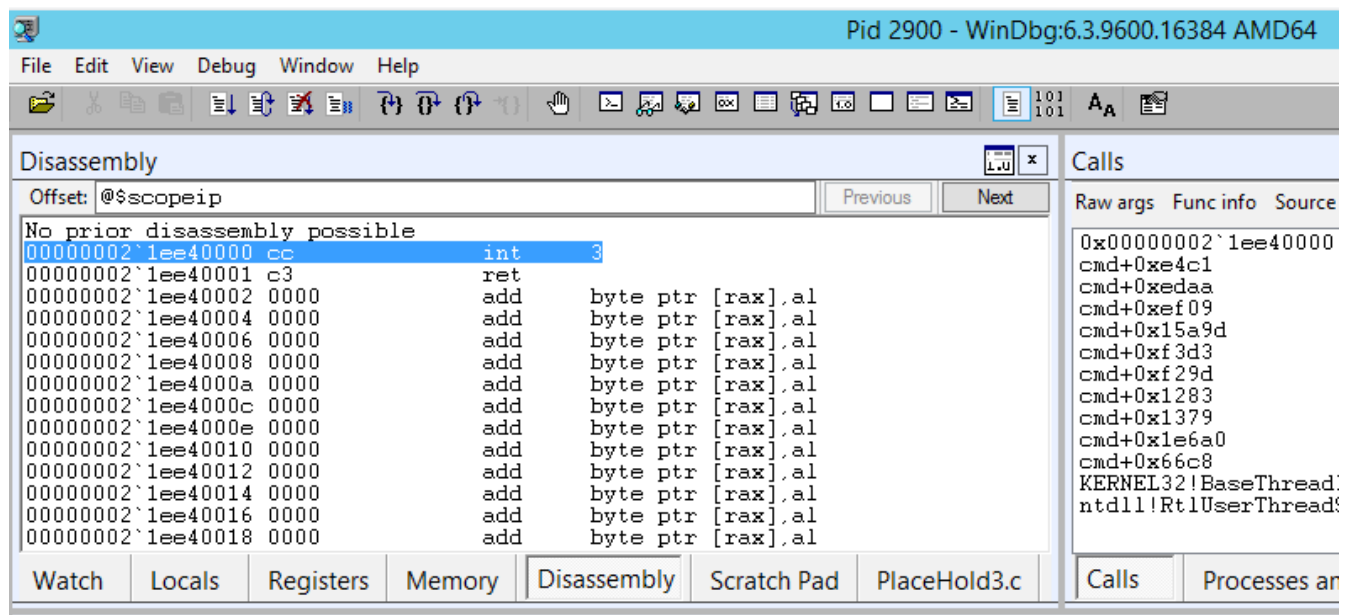 Pid 2900 - WinDbg:6.3.9600.16384 AMD64
File Edit View Debug Window Help
Disassembly
Offset: @$scopeip Previous Next
No prior disassembly possible
00000002`1ee40000 cc int 3
00000002`1ee40001 c3 ret
00000002`1ee40002 0000 add byte ptr [rax],al
00000002`1ee40004 0000 add byte ptr [rax],al
00000002`1ee40006 0000 add byte ptr [rax],al
00000002`1ee40008 0000 add byte ptr [rax],al
00000002`1ee4000a 0000 add byte ptr [rax],al
00000002`1ee4000c 0000 add byte ptr [rax],al
00000002`1ee4000e 0000 add byte ptr [rax],al
00000002`1ee40010 0000 add byte ptr [rax],al
00000002`1ee40012 0000 add byte ptr [rax],al
00000002`1ee40014 0000 add byte ptr [rax],al
00000002`1ee40016 0000 add byte ptr [rax],al
00000002`1ee40018 0000 add byte ptr [rax],al
Watch Locals Registers Memory Disassembly Scratch Pad PlaceHold3.c
Calls
Raw args Func info Source
0x00000002`1ee40000
cmd+0xe4c1
cmd+0xedaa
cmd+0xef09
cmd+0x15a9d
cmd+0xf3d3
cmd+0xf29d
cmd+0x1283
cmd+0x1379
cmd+0x1e6a0
cmd+0x66c8
KERNEL32!BaseThread
ntdll!RtlUserThread
Calls Processes an